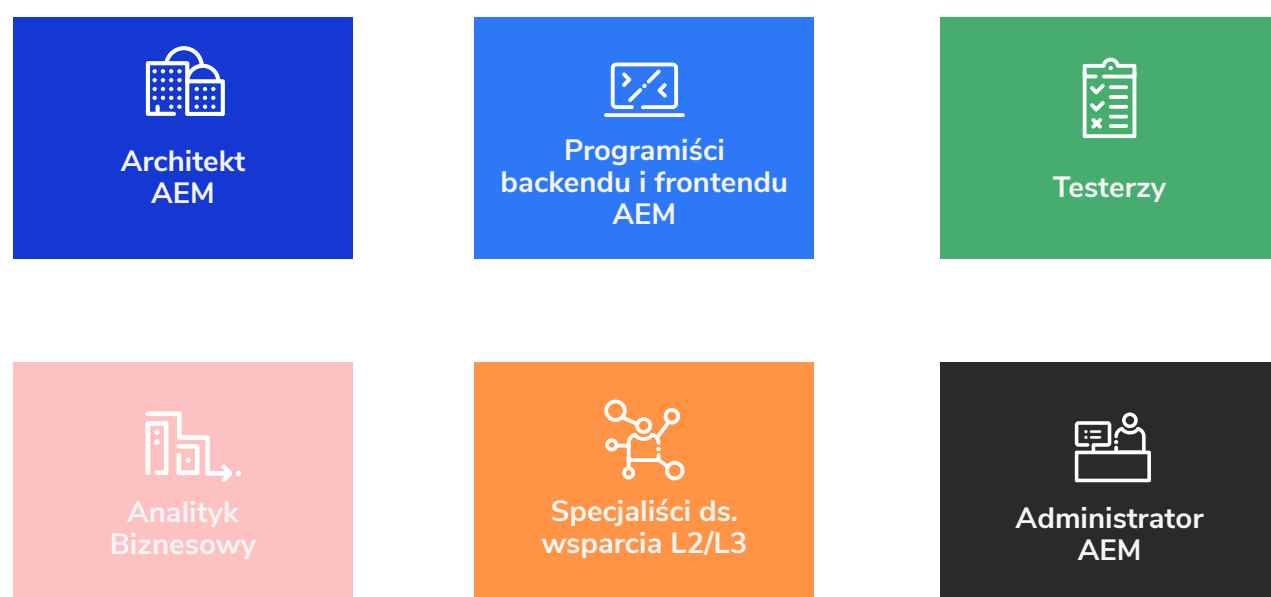 Architekt
AEM
Programiści
backendu i frontendu
AEM
Testerzy
Analityk
Biznesowy
Specjaliści ds.
wsparcia L2/L3
Administrator
AEM